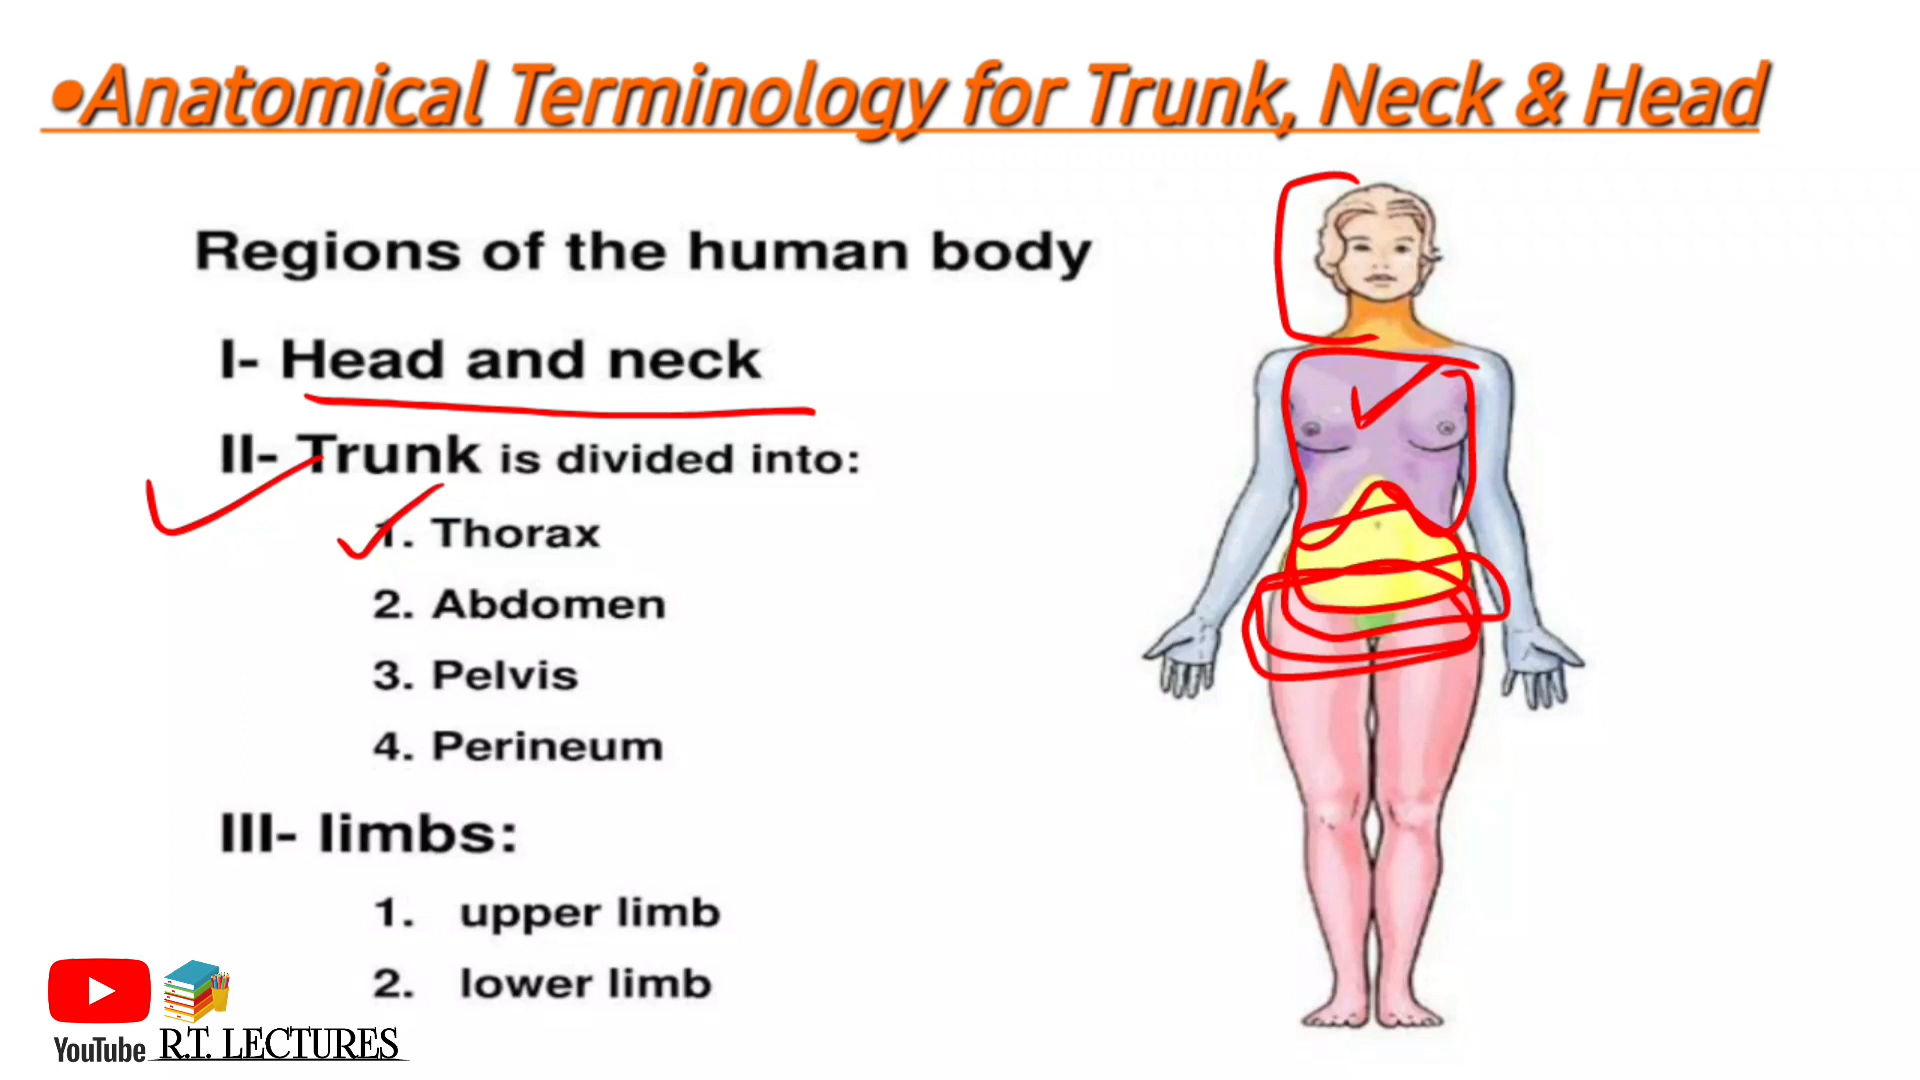 •Anatomical Terminology for Trunk, Neck & Head
Regions of the human body
I- Head and neck
II- Trunk is divided into:
1. Thorax
2. Abdomen
3. Pelvis
4. Perineum
III- limbs:
1. upper limb
2. lower limb
YouTube R.T. LECTURES